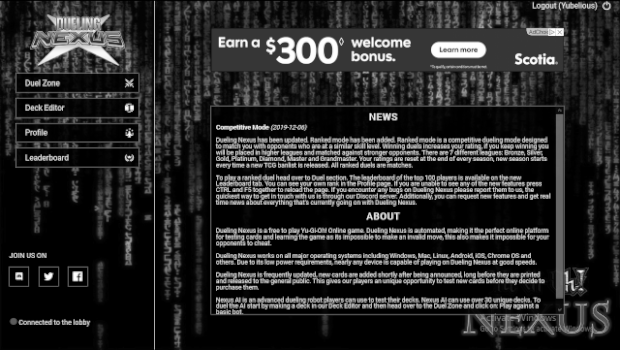 DUELING
NEXUS
Logout (Yubelious)
Duel Zone
Deck Editor
Profile
Leaderboard
JOIN US ON
Connected to the lobby
AdChoices
Earn a $300◊ welcome bonus.
Learn more
Scotia.
NEWS
Competitive Mode (2019-12-06)
Dueling Nexus has been updated. Ranked mode has been added. Ranked mode is a competitive dueling mode designed
to match you with opponents who are at a similar skill level. Winning duels increases your rating, if you keep winning you
will be placed in higher leagues and matched against stronger opponents. There are 7 different leagues: Bronze, Silver,
Gold, Platinum, Diamond, Master and Grandmaster. Your ratings are reset at the end of every season, new season starts
every time a new TCG banlist is released. All ranked duels are matches.
To play a ranked duel head over to Duel section. The leaderboard of the top 100 players is available on the new
Leaderboard tab. You can see your own rank in the Profile page. If you are unable to see any of the new features press
CTRL and F5 together to reload the page. If you encounter any bugs on Dueling Nexus please report them to us, the
quickest way to get in touch with us is through our Discord server. Additionally, you can request new features and get real
time news about everything that's currently going on with Dueling Nexus.
ABOUT
Dueling Nexus is a free to play Yu-Gi-Oh! Online game. Dueling Nexus is automated, making it the perfect online platform
for testing cards and learning the game as its impossible to make an invalid move, this also makes it impossible for your
opponents to cheat.
Dueling Nexus works on all major operating systems including Windows, Mac, Linux, Android, iOS, Chrome OS and
others. Due to its low power requirements, nearly any device is capable of playing on Dueling Nexus at good speeds.
Dueling Nexus is frequently updated, new cards are added shortly after being announced, long before they are printed
and released to the general public. This gives our players an unique opportunity to test new cards before they decide to
purchase them.
Nexus AI is an advanced dueling robot players can use to test their decks. Nexus AI can use over 30 unique decks. To
duel the AI start by making a deck in our Deck Editor and then head over to the Duel Zone and click on: Play against a
basic bot.
h!
NEXUS
Activate Windows